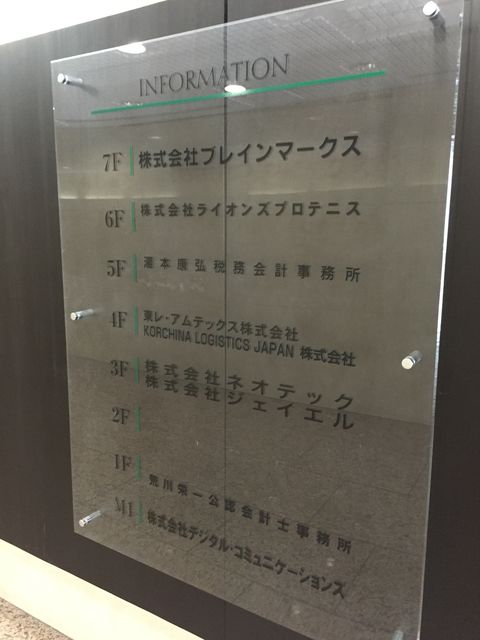 INFORMATION
7F 株式会社ブレインマークス
6F 株式会社ライオンズプロテニス
5F 瀧本康弘税務会計事務所
4F 東レ・アムテックス株式会社
KORCHINA LOGISTICS JAPAN 株式会社
3F 株式会社ネオテック
株式会社ジェイエル
2F
1F 荒川栄一公認会計士事務所
M1 株式会社デジタル・コミュニケーションズ